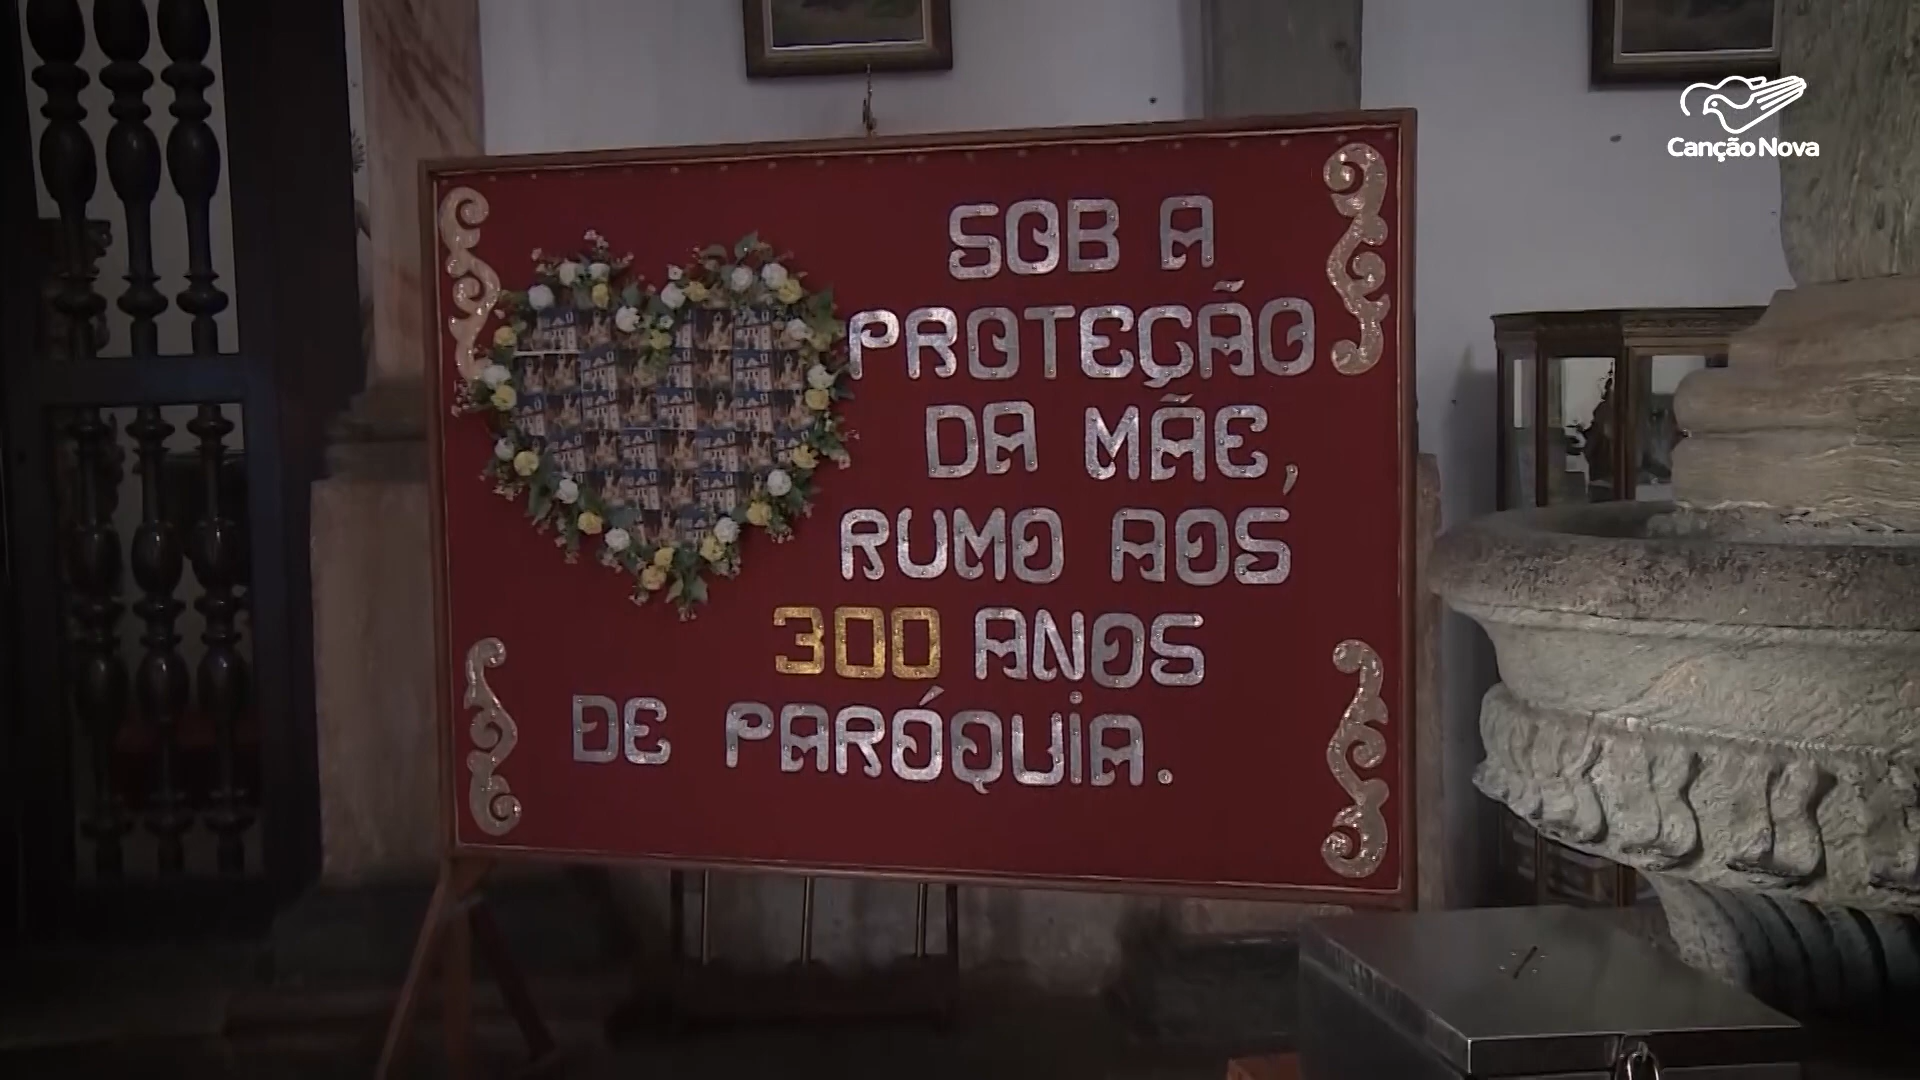 Canção Nova
SOB A
PROTEÇÃO
DA MÃE,
RUMO AOS
300 ANOS
DE PARÓQUIA.